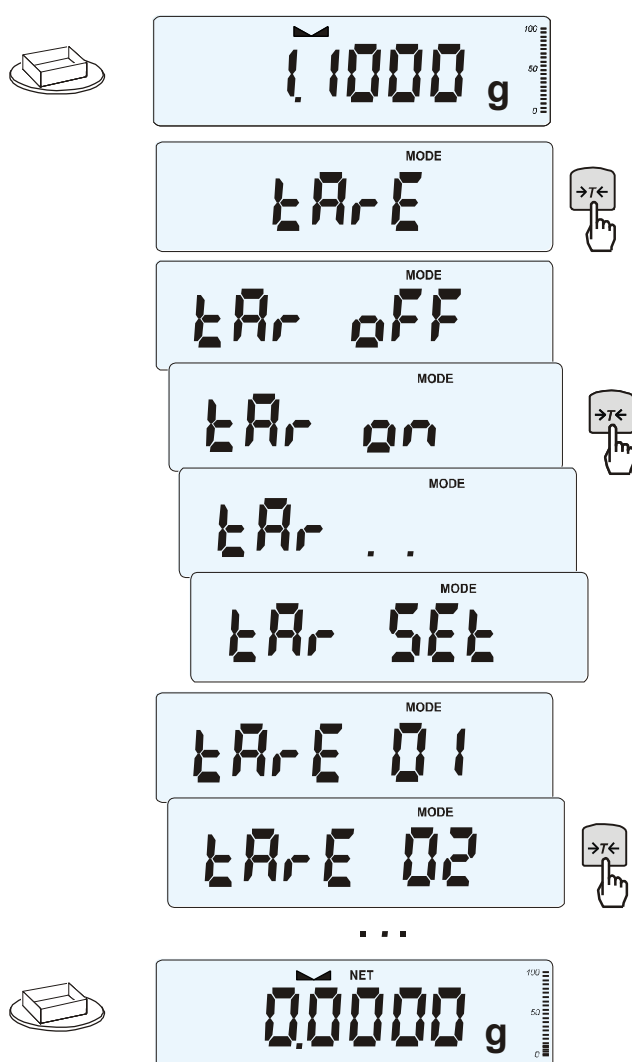 100
1.1000 g
50
0
MODE
tArE
→T←
MODE
tAr oFF
MODE
tAr on
→T←
MODE
tAr . .
MODE
tAr SEt
MODE
tArE 01
MODE
tArE 02
→T←
...
NET
100
0.0000 g
50
0